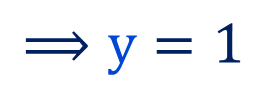 ⟹ y = 1